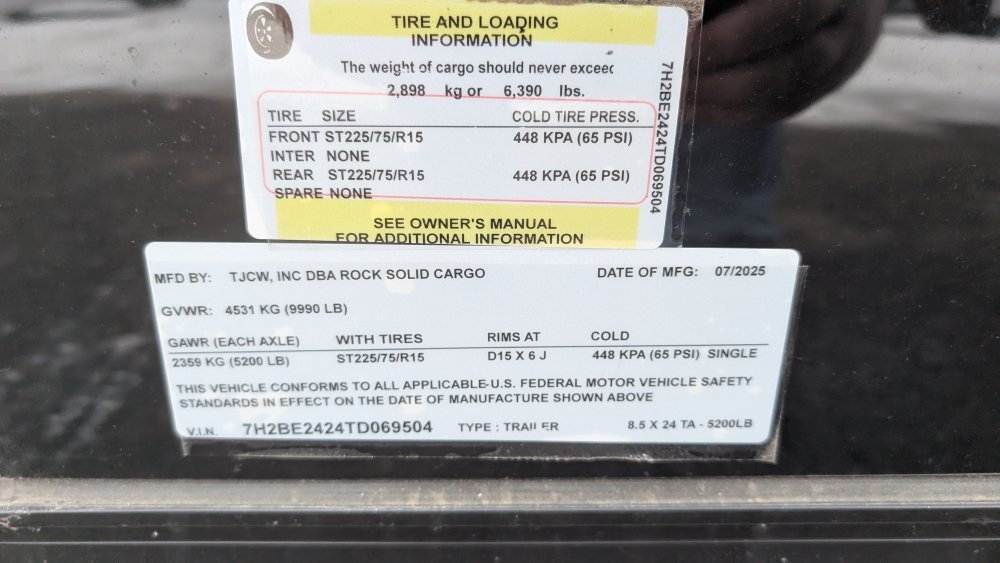 TIRE AND LOADING
INFORMATION
The weight of cargo should never exceed
2,898 kg or 6,390 lbs.
TIRE SIZE COLD TIRE PRESS.
FRONT ST225/75/R15 448 KPA (65 PSI)
INTER NONE
REAR ST225/75/R15 448 KPA (65 PSI)
SPARE NONE
SEE OWNER'S MANUAL
FOR ADDITIONAL INFORMATION
7H2BE2424TD069504
MFD BY: TJCW, INC DBA ROCK SOLID CARGO DATE OF MFG: 07/2025
GVWR: 4531 KG (9990 LB)
GAWR (EACH AXLE) WITH TIRES RIMS AT COLD
2359 KG (5200 LB) ST225/75/R15 D15 X 6 J 448 KPA (65 PSI) SINGLE
THIS VEHICLE CONFORMS TO ALL APPLICABLE U.S. FEDERAL MOTOR VEHICLE SAFETY
STANDARDS IN EFFECT ON THE DATE OF MANUFACTURE SHOWN ABOVE
V.I.N. 7H2BE2424TD069504 TYPE : TRAILER 8.5 X 24 TA - 5200LB